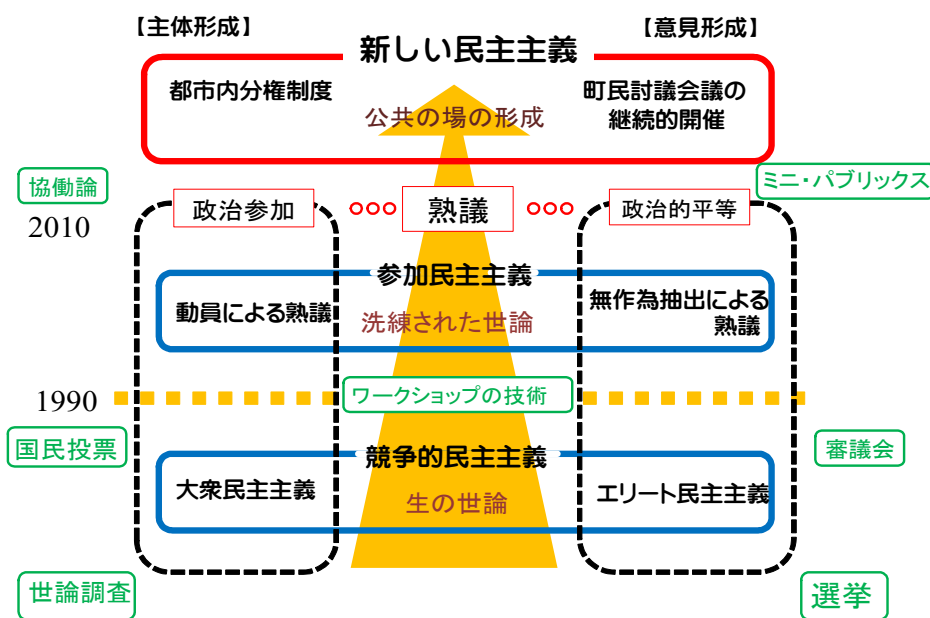 【主体形成】
【意見形成】
新しい民主主義
都市内分権制度
公共の場の形成
町民討議会議の
継続的開催
協働論
ミニ・パブリックス
2010
政治参加
○○○
熟議
○○○
政治的平等
参加民主主義
動員による熟議
洗練された世論
無作為抽出による
熟議
1990
ワークショップの技術
国民投票
審議会
競争的民主主義
大衆民主主義
生の世論
エリート民主主義
世論調査
選挙